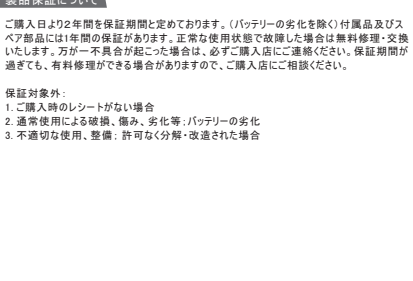 製品保証について
ご購入日より2年間を保証期間と定めております。(バッテリーの劣化を除く)付属品及びス
ペア部品には1年間の保証があります。正常な使用状態で故障した場合は無料修理・交換
いたします。万が一不具合が起こった場合は、必ずご購入店にご連絡ください。保証期間が
過ぎても、有料修理ができる場合がありますので、ご購入店にご相談ください。
保証対象外:
1. ご購入時のレシートがない場合
2. 通常使用による破損、傷み、劣化等;バッテリーの劣化
3. 不適切な使用、整備; 許可なく分解・改造された場合